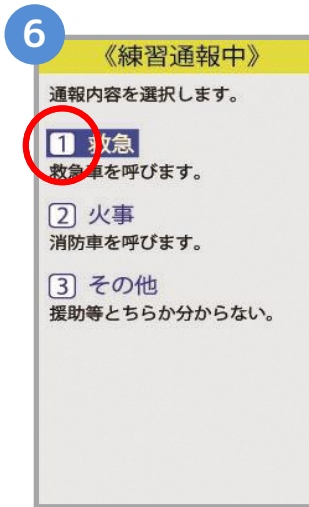 6
《練習通報中》
通報内容を選択します。
1 救急
救急車を呼びます。
2 火事
消防車を呼びます。
3 その他
援助等とちらか分からない。